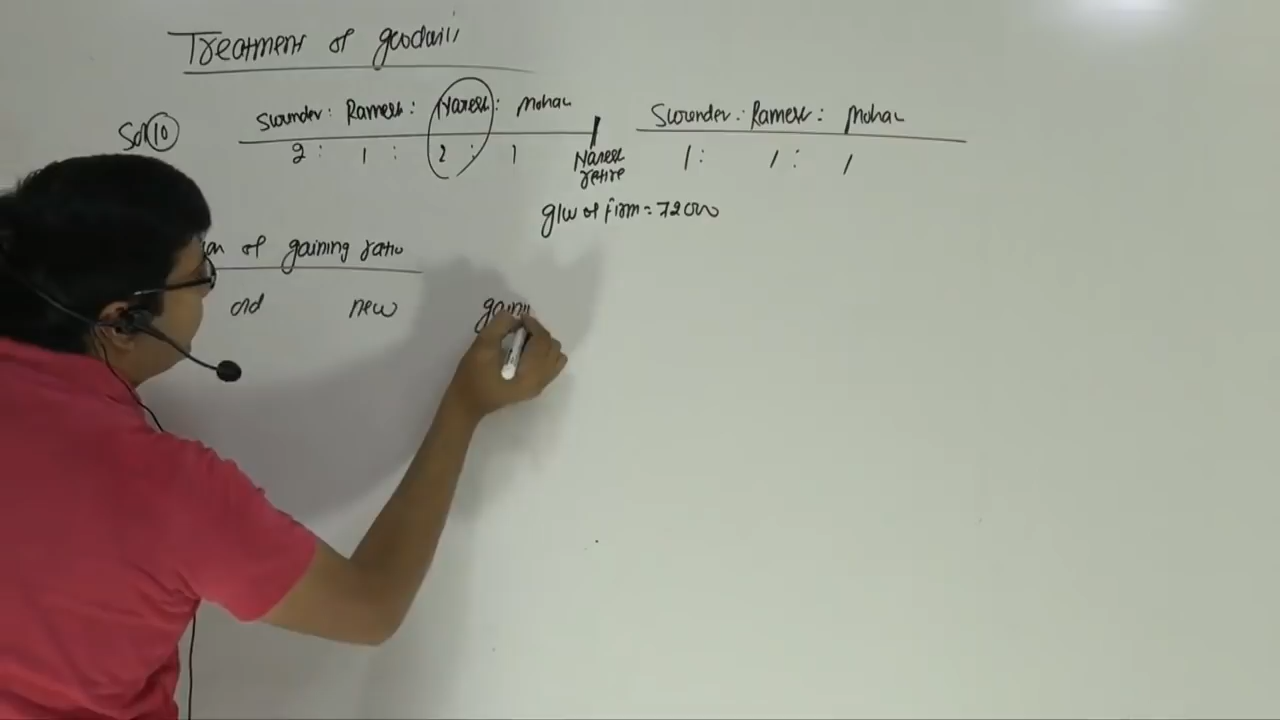 Treatment of goodwill
Sol 10
Surender : Ramesh : Naresh : Mohan
2 : 1 : 2 : 1
Naresh
retire
Surender : Ramesh : Mohan
1 : 1 : 1
g/w of firm = 72000
of gaining ratio
old new gaini